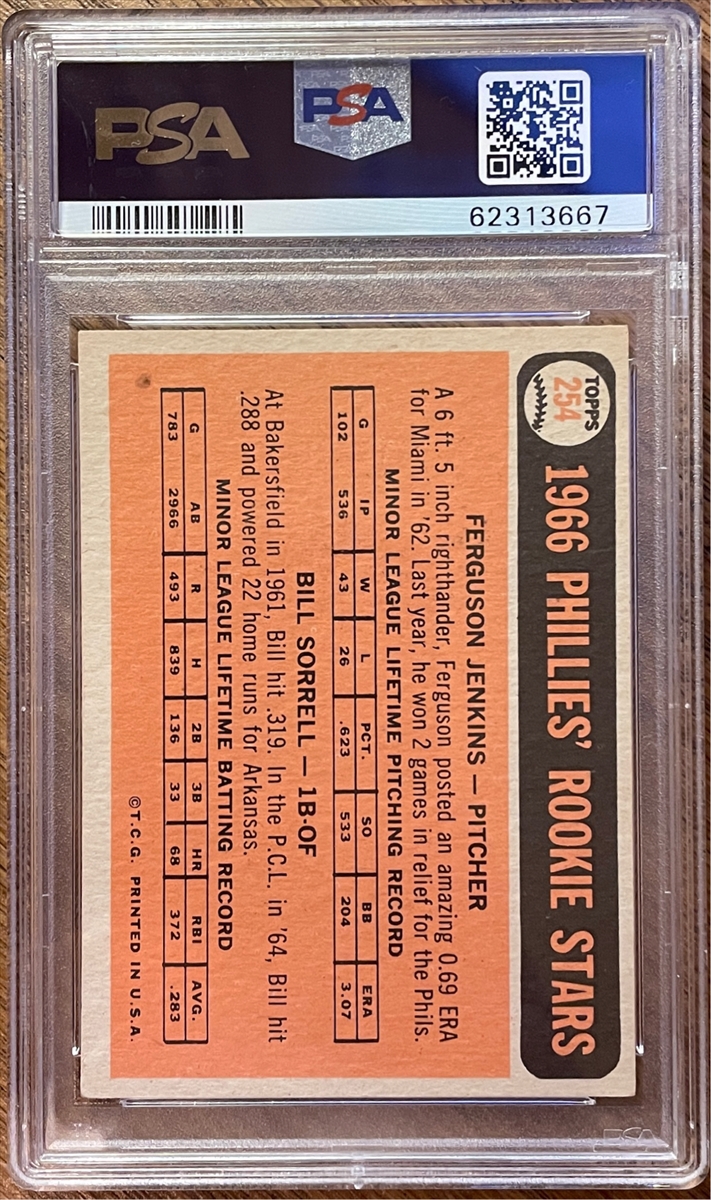 PSA
PSA
62313667
TOPPS
254
1966 PHILLIES' ROOKIE STARS
FERGUSON JENKINS — PITCHER
A 6 ft. 5 inch righthander, Ferguson posted an amazing 0.69 ERA
for Miami in '62. Last year, he won 2 games in relief for the Phils.
MINOR LEAGUE LIFETIME PITCHING RECORD
G IP W L PCT. SO BB ERA
102 536 43 26 .623 533 204 3.07
BILL SORRELL — 1B-OF
At Bakersfield in 1961, Bill hit .319. In the P.C.L. in '64, Bill hit
.288 and powered 22 home runs for Arkansas.
MINOR LEAGUE LIFETIME BATTING RECORD
G AB R H 2B 3B HR RBI AVG.
783 2966 493 839 136 33 68 372 .283
©T.C.G. PRINTED IN U.S.A.
PSA